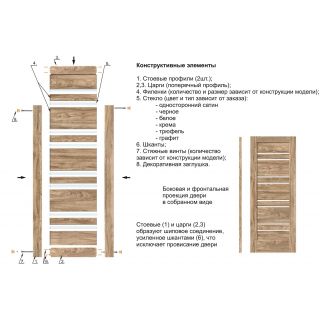 Конструктивные элементы
1. Стоевые профили (2шт.);
2,3. Царги (поперечный профиль);
4. Филенки (количество и размер зависит от конструкции модели);
5. Стекло (цвет и тип зависит от заказа):
- односторонний сатин
- черное
- белое
- крема
- трюфель
- графит
6. Шканты;
7. Стяжные винты (количество
зависит от конструкции модели);
8. Декоративная заглушка.
Боковая и фронтальная
проекция двери
в собранном виде
Стоевые (1) и царги (2,3)
образуют шиповое соединение,
усиленные шкантами (6), что
исключает провисание двери